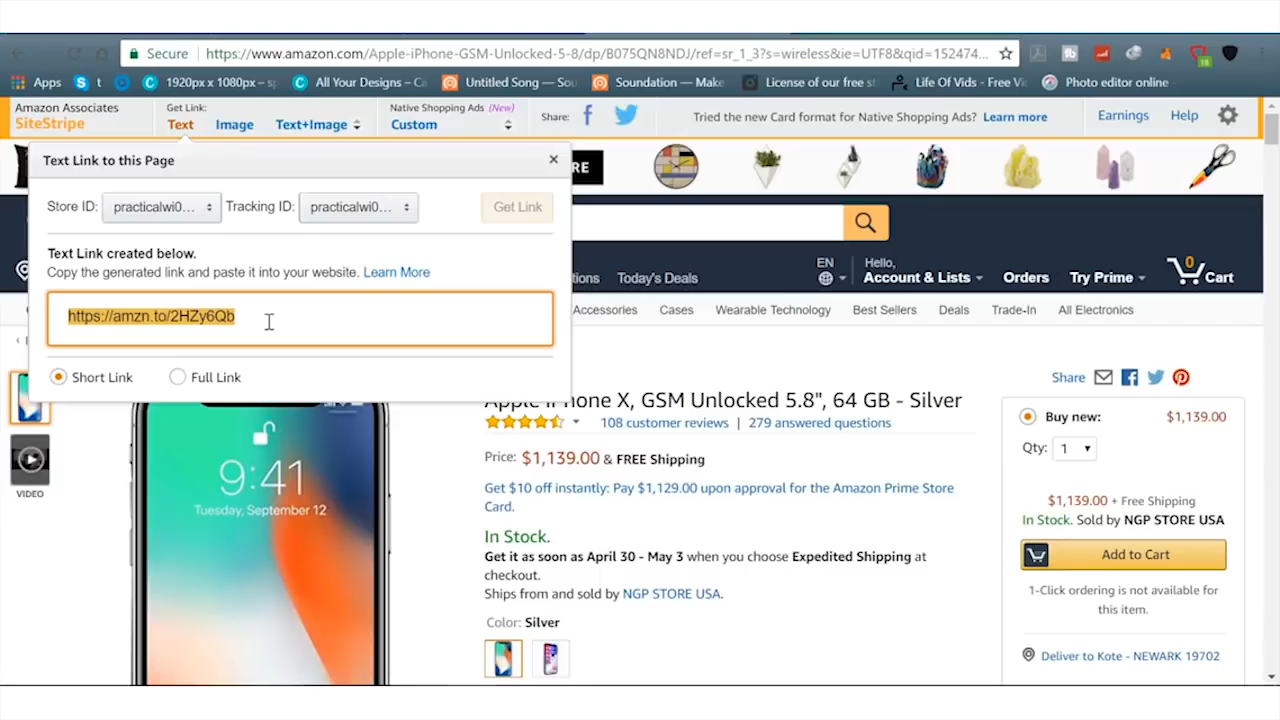 Secure https://www.amazon.com/Apple-iPhone-GSM-Unlocked-5-8/dp/B075QN8NDJ/ref=sr_1_3?s=wireless&ie=UTF8&qid=152474...
Apps t 1920px x 1080px – sp All Your Designs – Ca Untitled Song — Sou Soundation — Make License of our free st Life Of Vids - Free Vi Photo editor online
Amazon Associates
SiteStripe
Get Link:
Text Image Text+Image
Native Shopping Ads (New)
Custom
Share:
Tried the new Card format for Native Shopping Ads? Learn more
Earnings Help
Text Link to this Page
RE
Store ID: practicalwi0... Tracking ID: practicalwi0... Get Link
Text Link created below.
Copy the generated link and paste it into your website. Learn More
https://amzn.to/2HZy6Qb
Short Link Full Link
tions Today's Deals
EN
Hello,
Account & Lists Orders Try Prime 0 Cart
Accessories Cases Wearable Technology Deals Trade-In All Electronics
VIDEO
9:41
Tuesday, September 12
Share
Apple iPhone X, GSM Unlocked 5.8", 64 GB - Silver
108 customer reviews | 279 answered questions
Price: $1,139.00 & FREE Shipping
Get $10 off instantly: Pay $1,129.00 upon approval for the Amazon Prime Store
Card.
In Stock.
Get it as soon as April 30 - May 3 when you choose Expedited Shipping at
checkout.
Ships from and sold by NGP STORE USA.
Color: Silver
Buy new: $1,139.00
Qty: 1
$1,139.00 + Free Shipping
In Stock. Sold by NGP STORE USA
Add to Cart
1-Click ordering is not available for
this item.
Deliver to Kote - NEWARK 19702